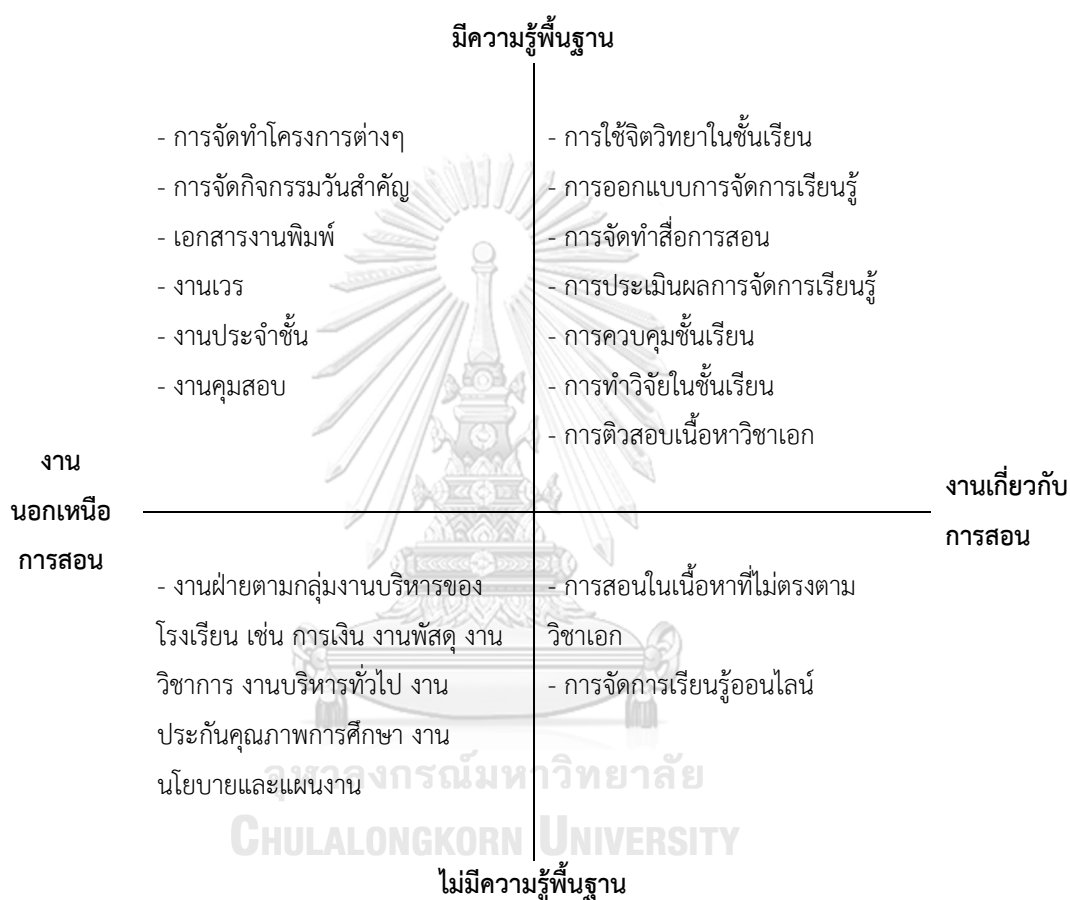 มีความรู้พื้นฐาน
- การจัดทำโครงการต่างๆ
- การจัดกิจกรรมวันสำคัญ
- เอกสารงานพิมพ์
- งานเวร
- งานประจำชั้น
- งานคุมสอบ
- การใช้จิตวิทยาในชั้นเรียน
- การออกแบบการจัดการเรียนรู้
- การจัดทำสื่อการสอน
- การประเมินผลการจัดการเรียนรู้
- การควบคุมชั้นเรียน
- การทำวิจัยในชั้นเรียน
- การติวสอบเนื้อหาวิชาเอก
งาน
นอกเหนือ
การสอน
งานเกี่ยวกับ
การสอน
- งานฝ่ายตามกลุ่มงานบริหารของ
โรงเรียน เช่น การเงิน งานพัสดุ งาน
วิชาการ งานบริหารทั่วไป งาน
ประกันคุณภาพการศึกษา งาน
นโยบายและแผนงาน
- การสอนในเนื้อหาที่ไม่ตรงตาม
วิชาเอก
- การจัดการเรียนรู้ออนไลน์
จุฬาลงกรณ์มหาวิทยาลัย
CHULALONGKORN UNIVERSITY
ไม่มีความรู้พื้นฐาน